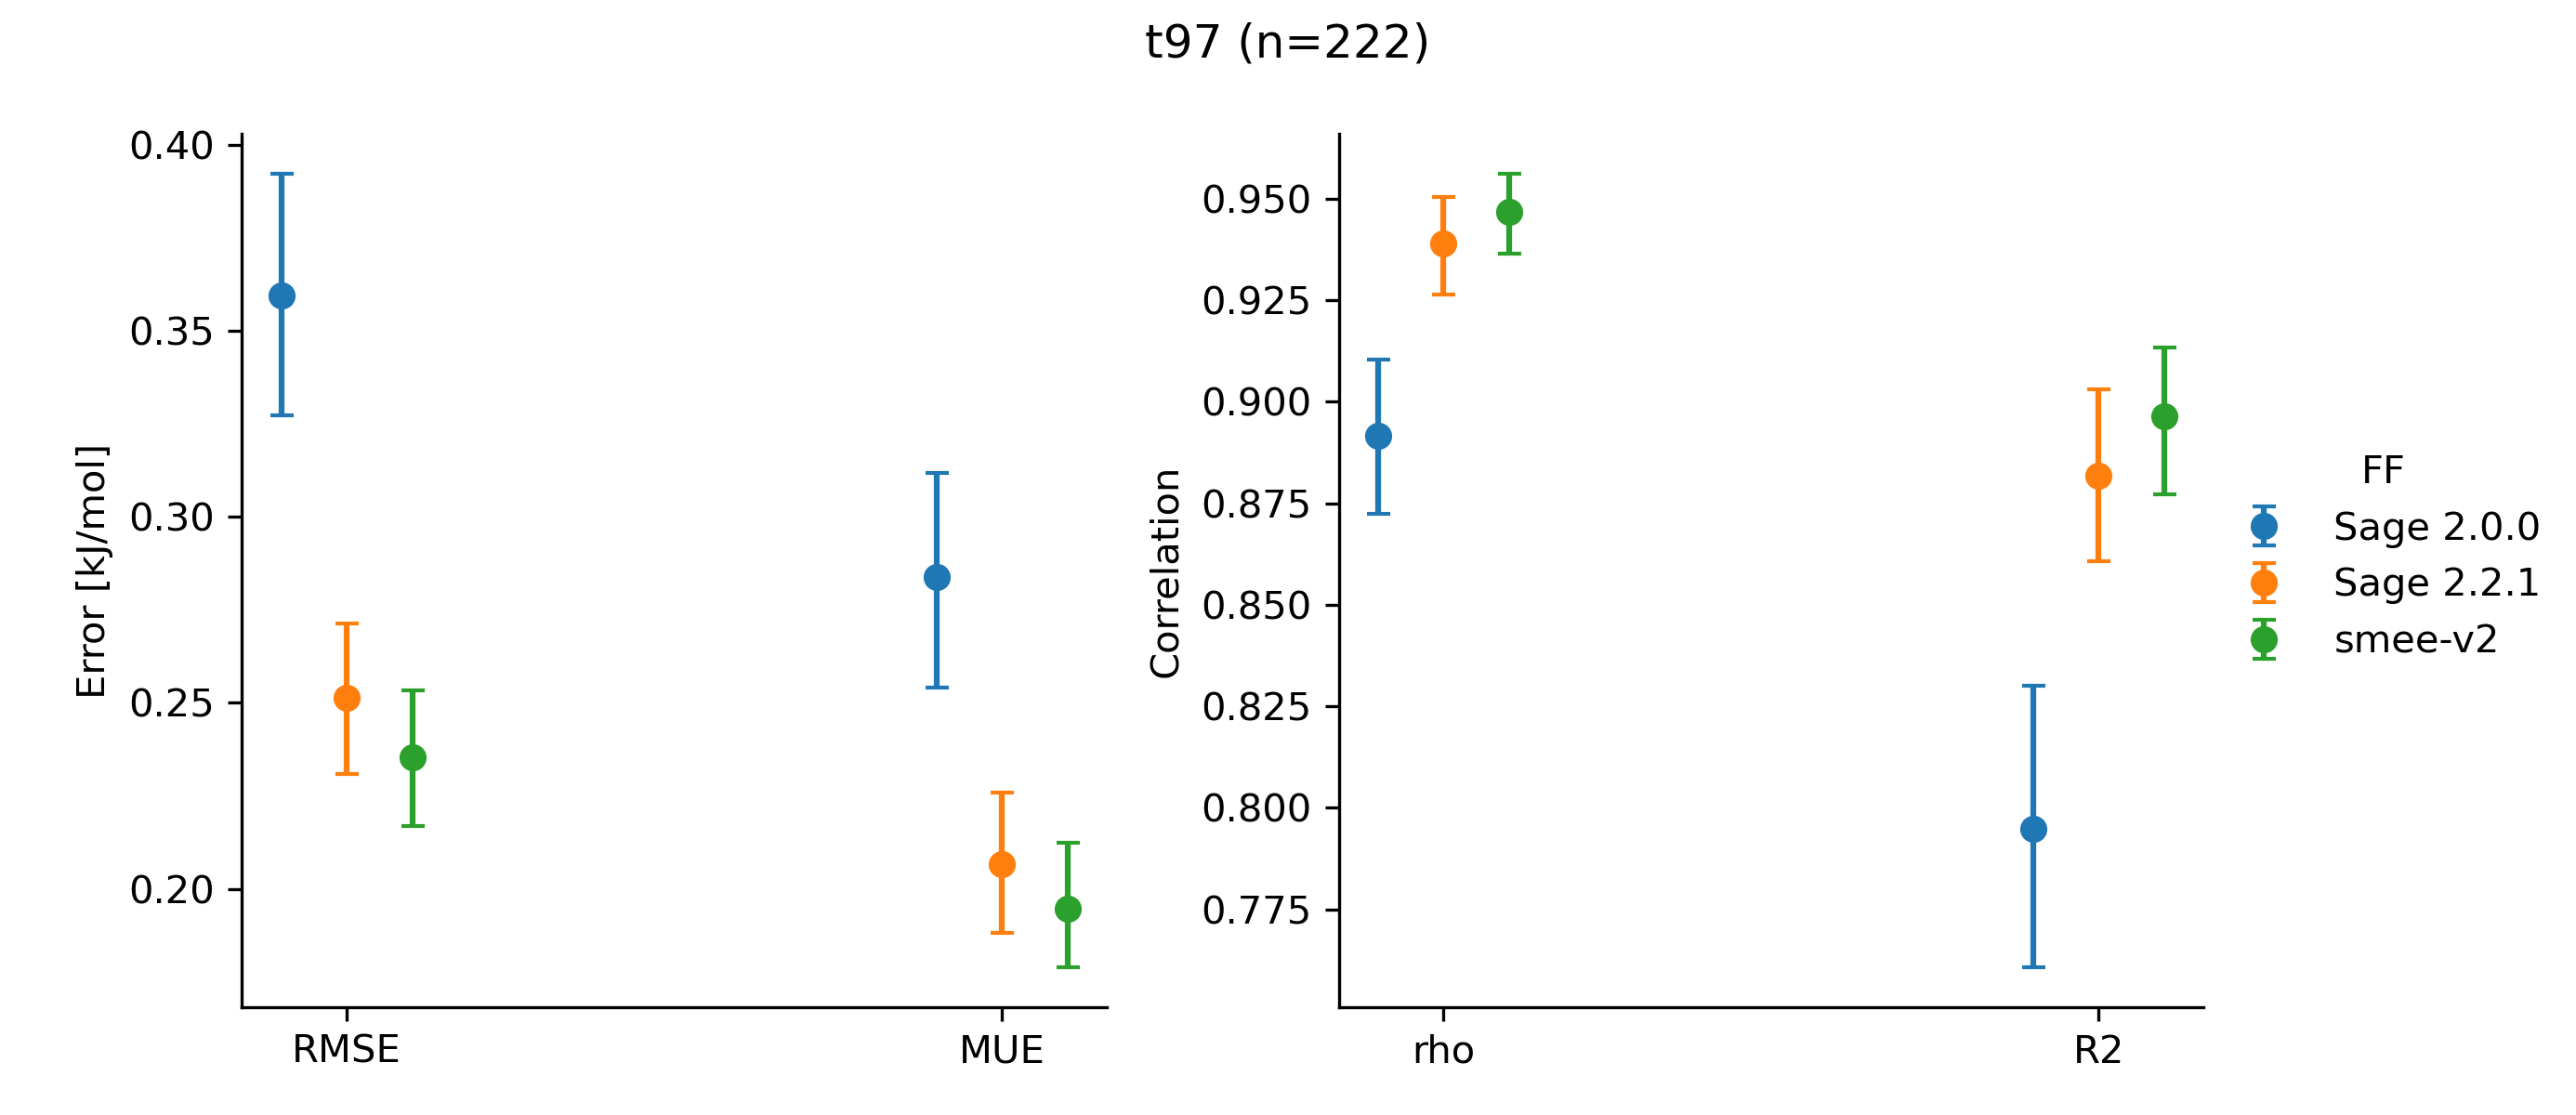 t97 (n=222)
0.40
0.35
0.30
0.25
0.20
Error [kJ/mol]
RMSE
MUE
0.950
0.925
0.900
0.875
0.850
0.825
0.800
0.775
Correlation
rho
R2
FF
Sage 2.0.0
Sage 2.2.1
smee-v2